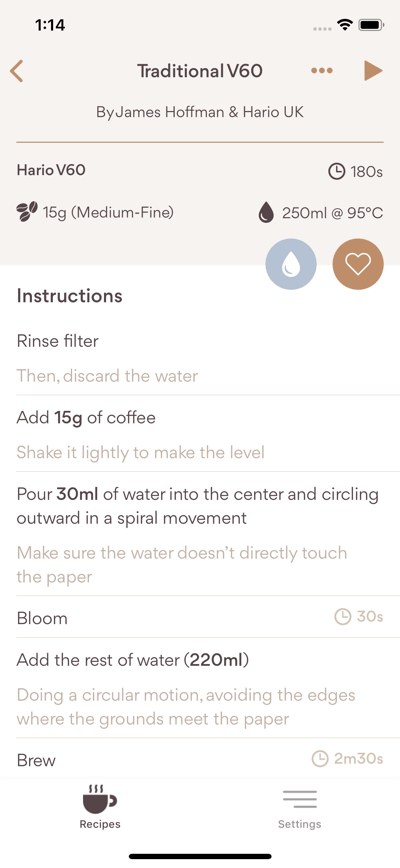 1:14
Traditional V60
By James Hoffman & Hario UK
Hario V60
180s
15g (Medium-Fine)
250ml @ 95°C
Instructions
Rinse filter
Then, discard the water
Add 15g of coffee
Shake it lightly to make the level
Pour 30ml of water into the center and circling
outward in a spiral movement
Make sure the water doesn't directly touch
the paper
Bloom
30s
Add the rest of water (220ml)
Doing a circular motion, avoiding the edges
where the grounds meet the paper
Brew
2m30s
Recipes
Settings